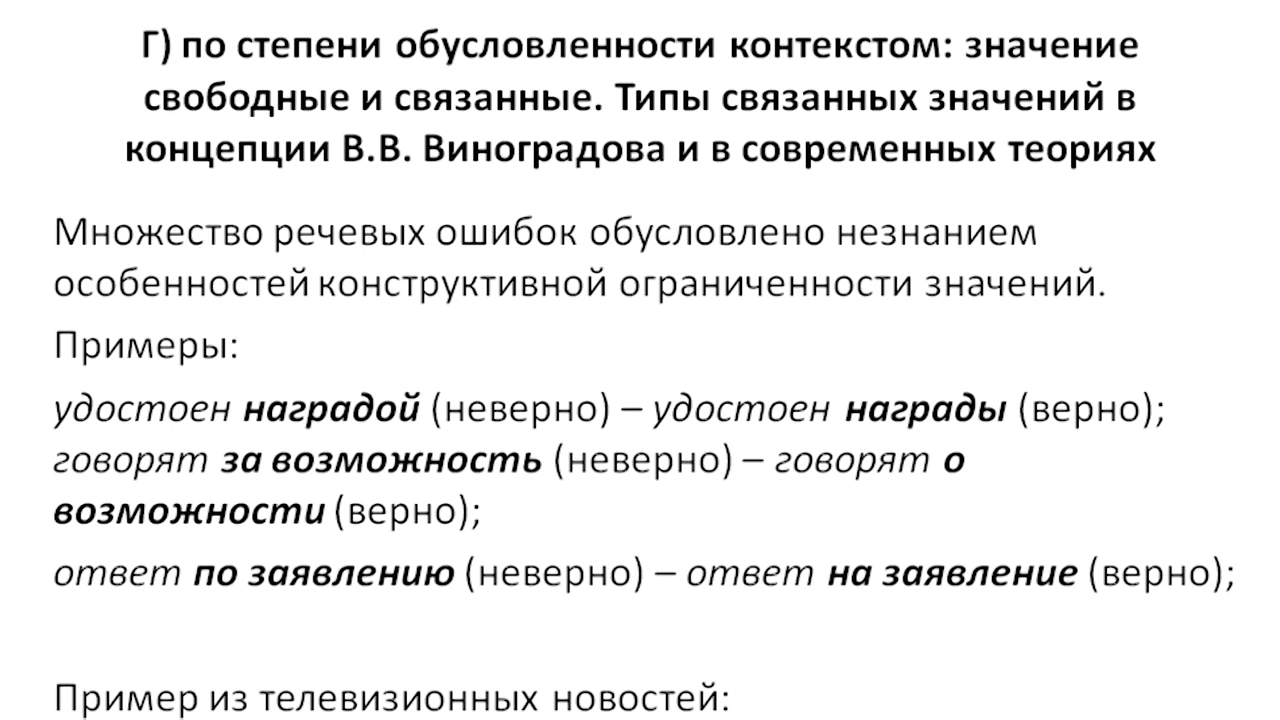 Г) по степени обусловленности контекстом: значение
свободные и связанные. Типы связанных значений в
концепции В.В. Виноградова и в современных теориях
Множество речевых ошибок обусловлено незнанием
особенностей конструктивной ограниченности значений.
Примеры:
удостоен наградой (неверно) – удостоен награды (верно);
говорят за возможность (неверно) – говорят о
возможности (верно);
ответ по заявлению (неверно) – ответ на заявление (верно);
Пример из телевизионных новостей: